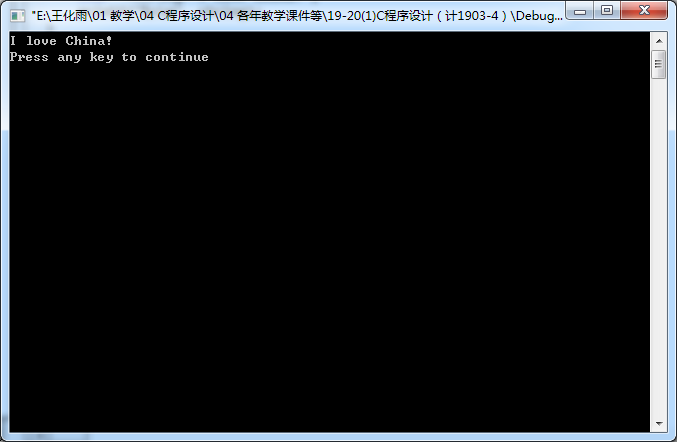 "E:\王化雨\01 教学\04 C程序设计\04 各年教学课件等\19-20(1)C程序设计（计1903-4）\Debug...
I love China!
Press any key to continue